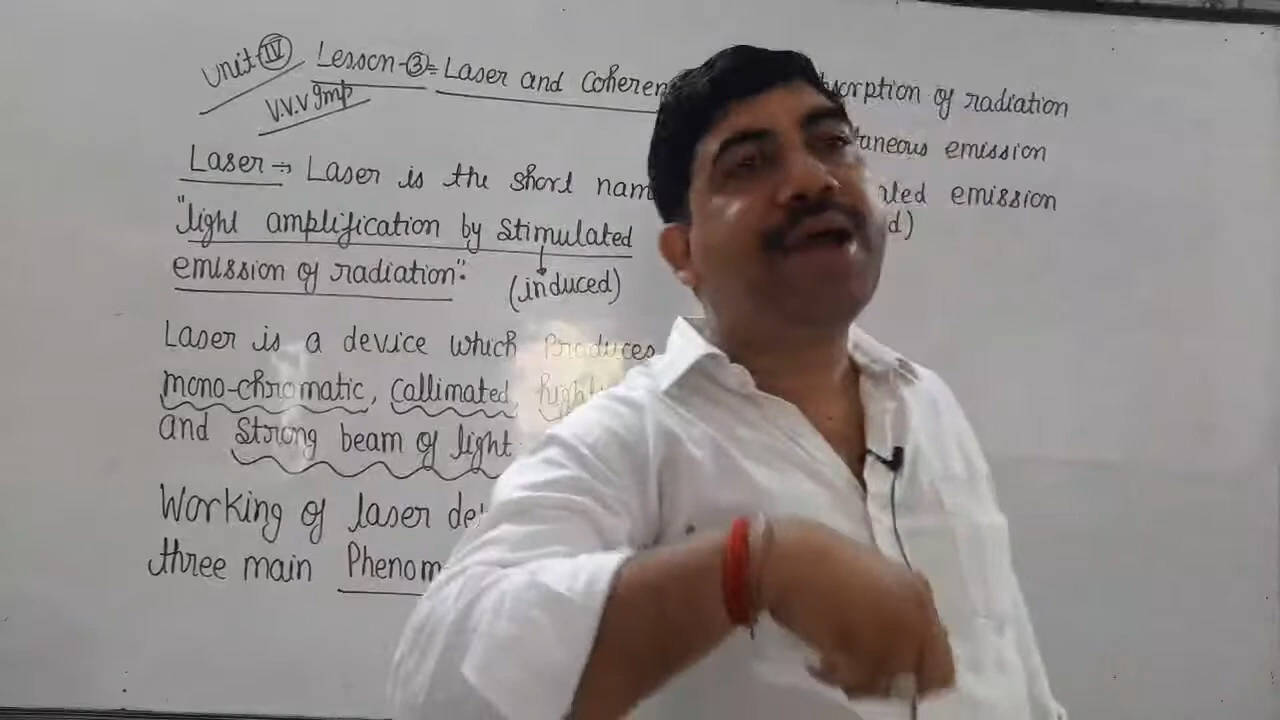 Unit-IV Lesson-3= Laser and Coheren
V.V.V Imp
Laser → Laser is the short nam
"light amplification by Stimulated
emission of radiation".
(induced)
Laser is a device which Produces
mono-chromatic, Callimated, high
and Strong beam of light
Working of laser de
three main Phenom
sorption of radiation
taneous emission
ated emission
d)